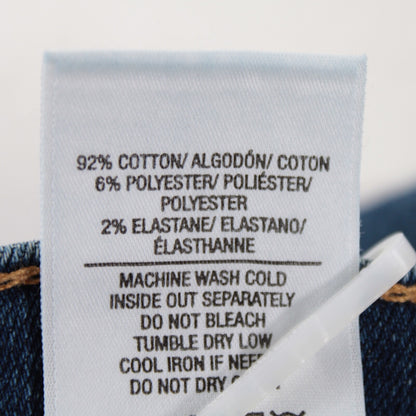 92% COTTON/ ALGODÓN/ COTON
6% POLYESTER/ POLIÉSTER/
POLYESTER
2% ELASTANE/ ELASTANO/
ÉLASTHANNE
MACHINE WASH COLD
INSIDE OUT SEPARATELY
DO NOT BLEACH
TUMBLE DRY LOW
COOL IRON IF
DO NOT DRY